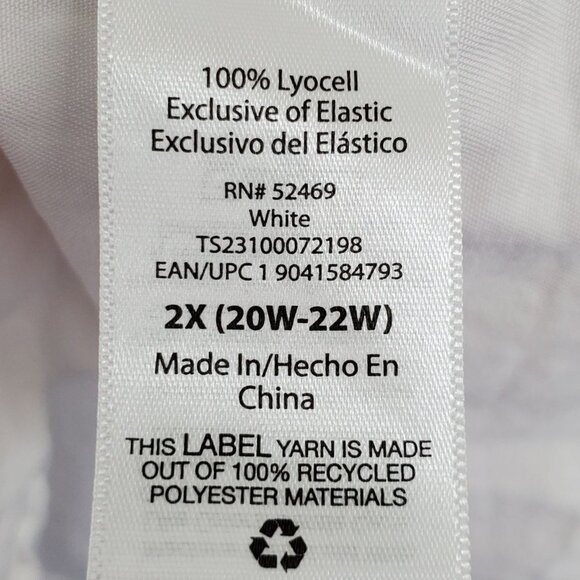 100% Lyocell
Exclusive of Elastic
Exclusivo del Elástico
RN# 52469
White
TS23100072198
EAN/UPC 1 9041584793
2X (20W-22W)
Made In/Hecho En
China
THIS LABEL YARN IS MADE
OUT OF 100% RECYCLED
POLYESTER MATERIALS